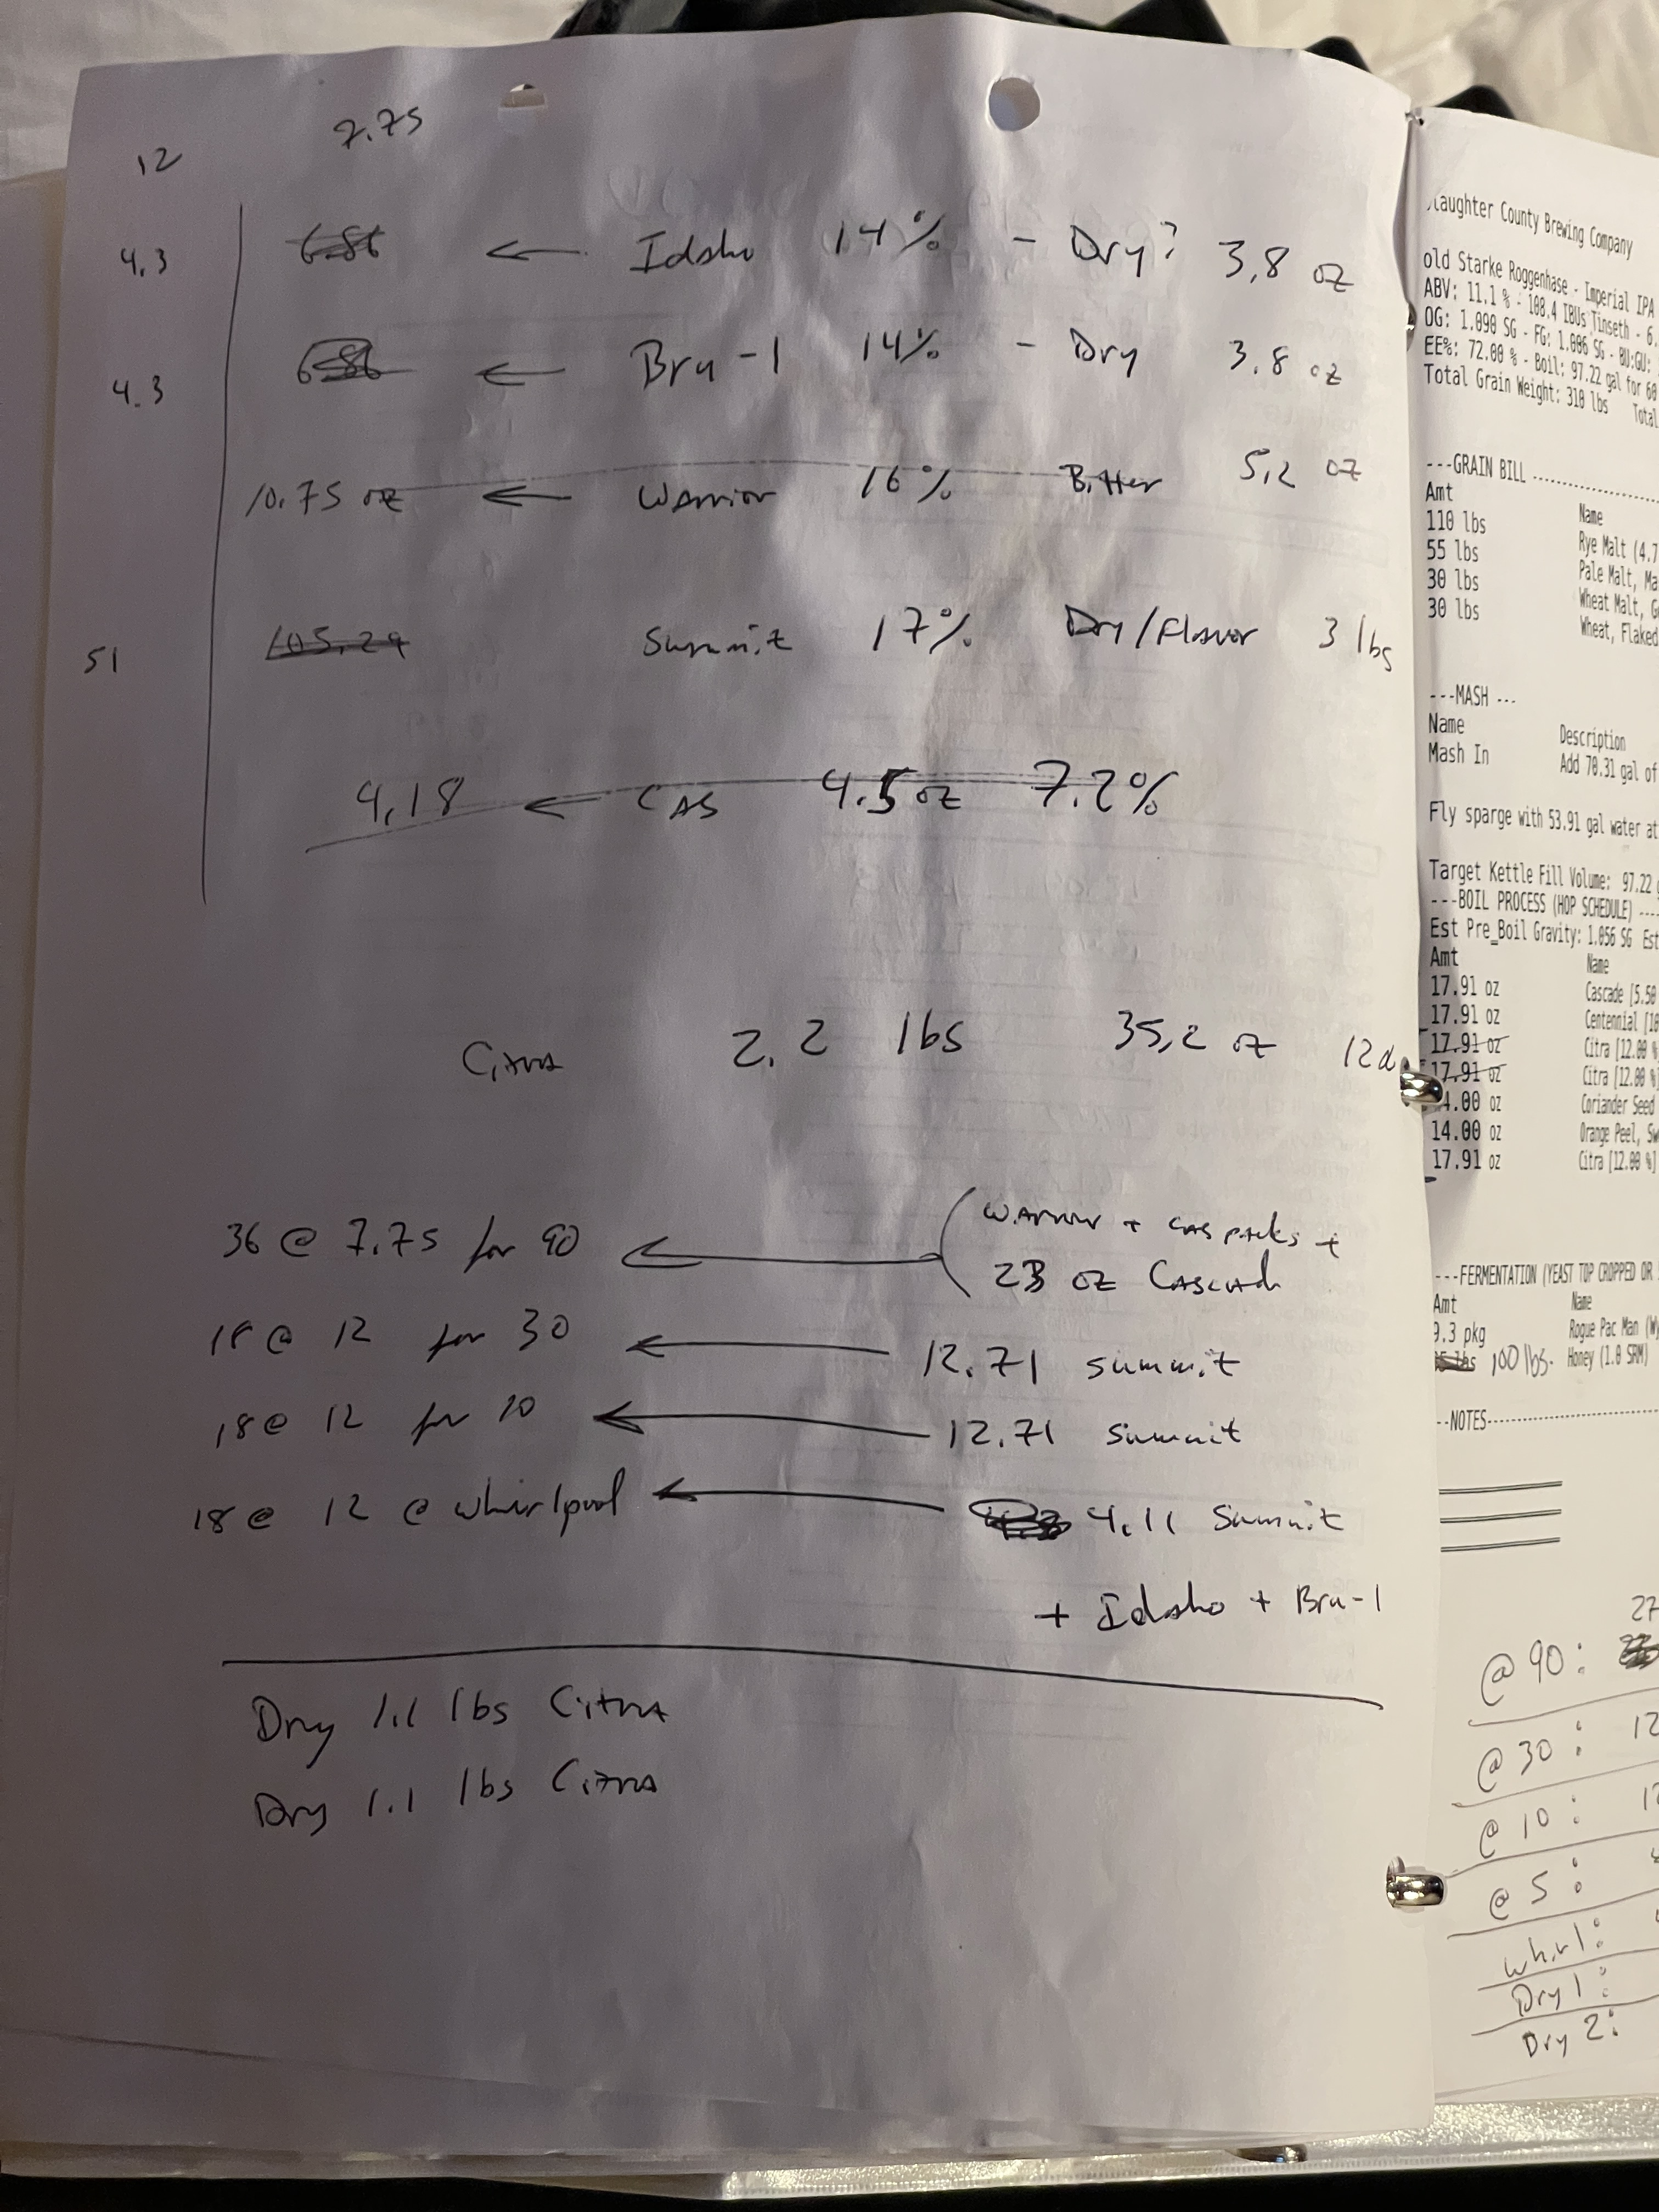 12 7.75
4.3 ← Idaho 14% - Dry? 3.8 oz
4.3 ← Bru-1 14% - Dry 3.8 oz
10.75 oz ← Warrior 16% Bitter 5.2 oz
51 105.29 Summit 17% Dry/Flavor 3 lbs
4.18 ← CAS 4.5 oz 7.2%
Citra 2.2 lbs 35.2 oz
36 @ 7.75 for 90 ← Warrior + CAS packs +
23 oz Cascade
18 @ 12 for 30 ← 12.71 summit
18 @ 12 for 10 ← 12.71 summit
18 @ 12 @ whirlpool ← 4.11 Summit
+ Idaho + Bru-1
Dry 1.1 lbs Citra
Dry 1.1 lbs Citra
laughter County Brewing Company
old Starke Roggenhase - Imperial IPA
ABV: 11.1 % - 108.4 IBUs Tinseth - 6.
OG: 1.090 SG - FG: 1.006 SG - BU:GU:
EE%: 72.00 % - Boil: 97.22 gal for 60
Total Grain Weight: 310 lbs Total
---GRAIN BILL
Amt Name
110 lbs Rye Malt (4.7
55 lbs Pale Malt, Ma
30 lbs Wheat Malt, G
30 lbs Wheat, Flaked
---MASH ---
Name Description
Mash In Add 70.31 gal of
Fly sparge with 53.91 gal water at
Target Kettle Fill Volume: 97.22
---BOIL PROCESS (HOP SCHEDULE) ----
Est Pre_Boil Gravity: 1.056 SG Est
Amt Name
17.91 oz Cascade [5.50
17.91 oz Centennial [10
17.91 oz Citra [12.00 %
17.91 oz Citra [12.00 %]
4.00 oz Coriander Seed
14.00 oz Orange Peel, Sw
17.91 oz Citra [12.00 %]
---FERMENTATION (YEAST TOP CROPPED OR
Amt Name
9.3 pkg Rogue Pac Man (Wy
100 lbs. Honey (1.0 SRM)
--NOTES
27
@ 90:
@ 30: 12
@ 10:
@ 5:
whirl:
Dry 1:
Dry 2: